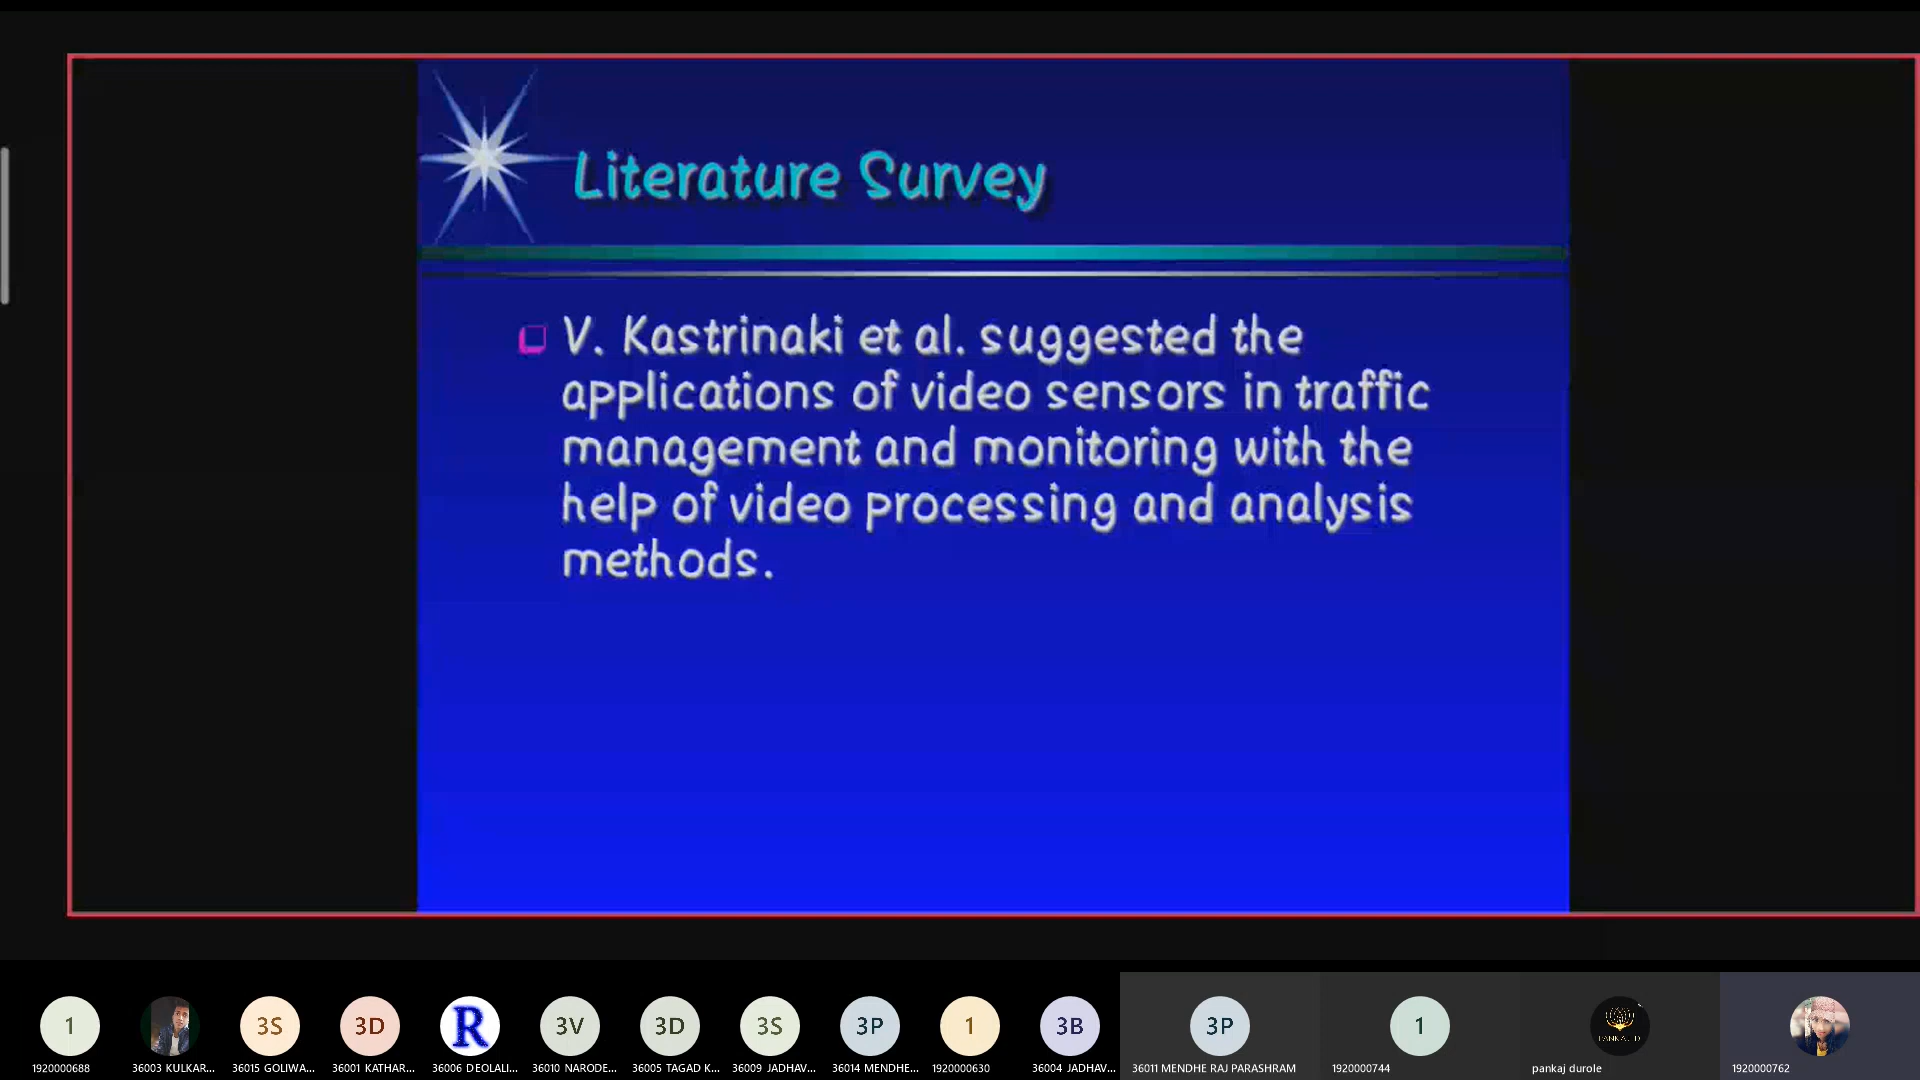 Literature Survey
V. Kastrinaki et al. suggested the
applications of video sensors in traffic
management and monitoring with the
help of video processing and analysis
methods.
1 3S 3D R 3V 3D 3S 3P 1 3B 3P 1 PANKAJ D
1920000688 36003 KULKAR... 36015 GOLIWA... 36001 KATHAR... 36006 DEOLALI... 36010 NARODE... 36005 TAGAD K... 36009 JADHAV... 36014 MENDHE... 1920000630 36004 JADHAV... 36011 MENDHE RAJ PARASHRAM 1920000744 pankaj durole 1920000762